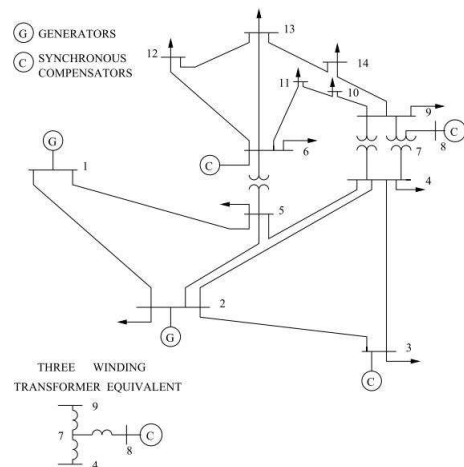 G GENERATORS
C SYNCHRONOUS
COMPENSATORS
13
12
14
11
10
9
C
8
7
C
6
G
1
4
5
2
G
3
C
THREE WINDING
TRANSFORMER EQUIVALENT
9
7
C
8
4